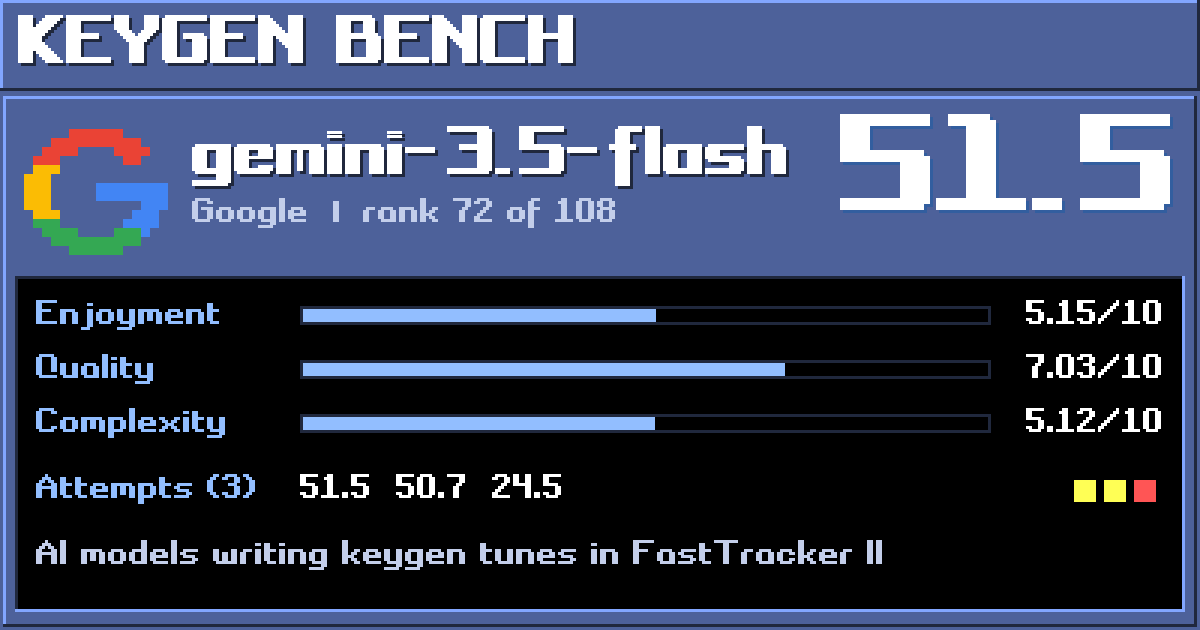 KEYGEN BENCH
gemini-3.5-flash
51.5
Google | rank 72 of 108
Enjoyment 5.15/10
Quality 7.03/10
Complexity 5.12/10
Attempts (3) 51.5 50.7 24.5
AI models writing keygen tunes in FastTracker II